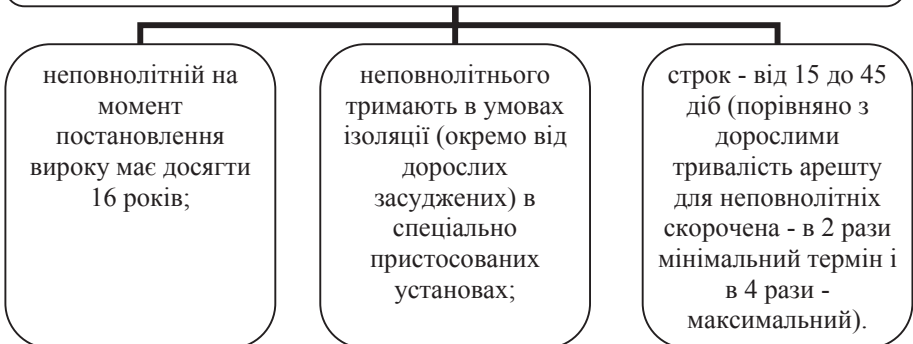 неповнолітній на
момент
постановлення
вироку має досягти
16 років;
неповнолітнього
тримають в умовах
ізоляції (окремо від
дорослих
засуджених) в
спеціально
пристосованих
установах;
строк - від 15 до 45
діб (порівняно з
дорослими
тривалість арешту
для неповнолітніх
скорочена - в 2 рази
мінімальний термін і
в 4 рази -
максимальний).